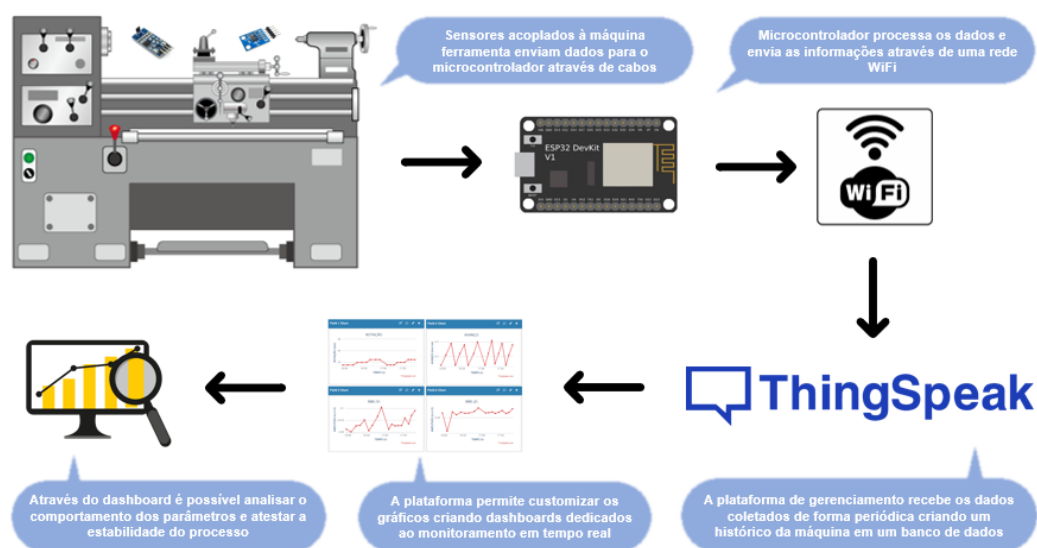 Sensores acoplados à máquina
ferramenta enviam dados para o
microcontrolador através de cabos
Microcontrolador processa os dados e
envia as informações através de uma rede
WiFi
ESP32 DevKit
V1
Wi Fi
ThingSpeak
Através do dashboard é possível analisar o
comportamento dos parâmetros e atestar a
estabilidade do processo
A plataforma permite customizar os
gráficos criando dashboards dedicados
ao monitoramento em tempo real
A plataforma de gerenciamento recebe os dados
coletados de forma periódica criando um
histórico da máquina em um banco de dados